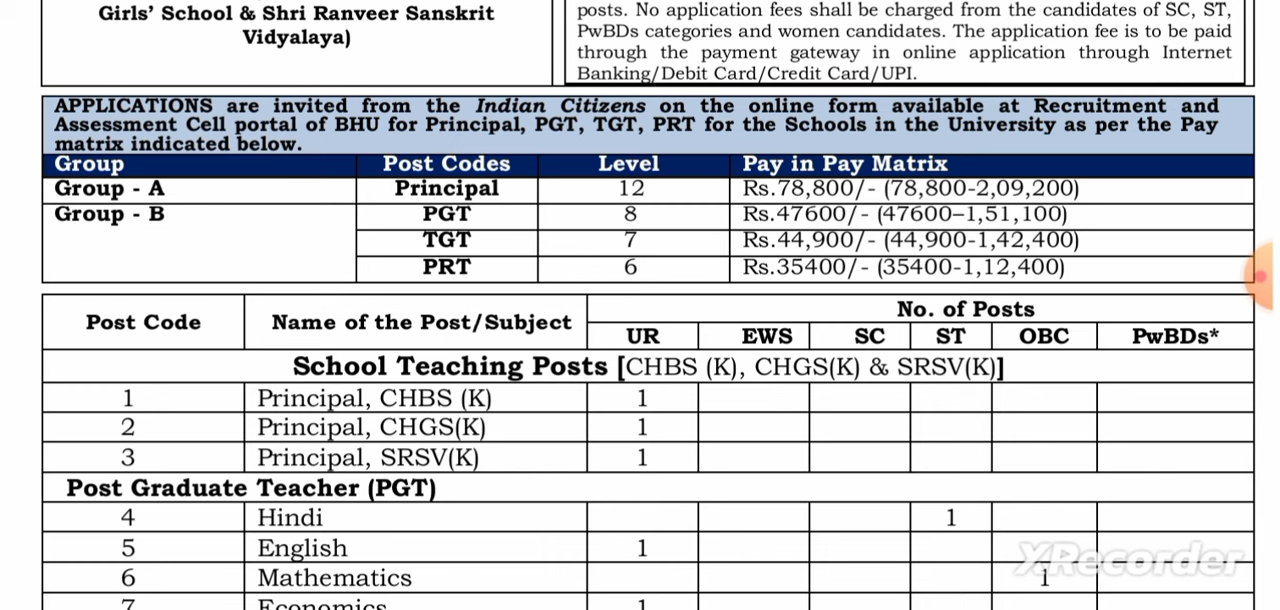 Girls’ School & Shri Ranveer Sanskrit
Vidyalaya)
posts. No application fees shall be charged from the candidates of SC, ST,
PwBDs categories and women candidates. The application fee is to be paid
through the payment gateway in online application through Internet
Banking/Debit Card/Credit Card/UPI.
APPLICATIONS are invited from the Indian Citizens on the online form available at Recruitment and
Assessment Cell portal of BHU for Principal, PGT, TGT, PRT for the Schools in the University as per the Pay
matrix indicated below.
Group Post Codes Level Pay in Pay Matrix
Group - A Principal 12 Rs.78,800/- (78,800-2,09,200)
Group - B PGT 8 Rs.47600/- (47600–1,51,100)
TGT 7 Rs.44,900/- (44,900-1,42,400)
PRT 6 Rs.35400/- (35400-1,12,400)
Post Code Name of the Post/Subject No. of Posts
UR EWS SC ST OBC PwBDs*
School Teaching Posts [CHBS (K), CHGS(K) & SRSV(K)]
1 Principal, CHBS (K) 1
2 Principal, CHGS(K) 1
3 Principal, SRSV(K) 1
Post Graduate Teacher (PGT)
4 Hindi 1
5 English 1
XRecorder
6 Mathematics 1
7 Economics 1